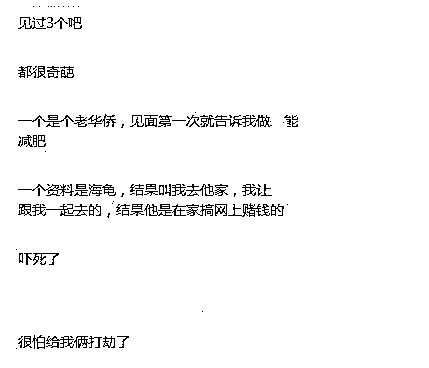 见过3个吧
都很奇葩
一个是个老华侨，见面第一次就告诉我做 能
减肥
一个资料是海龟，结果叫我去他家，我让
跟我一起去的，结果他是在家搞网上赌钱的
吓死了
很怕给我俩打劫了